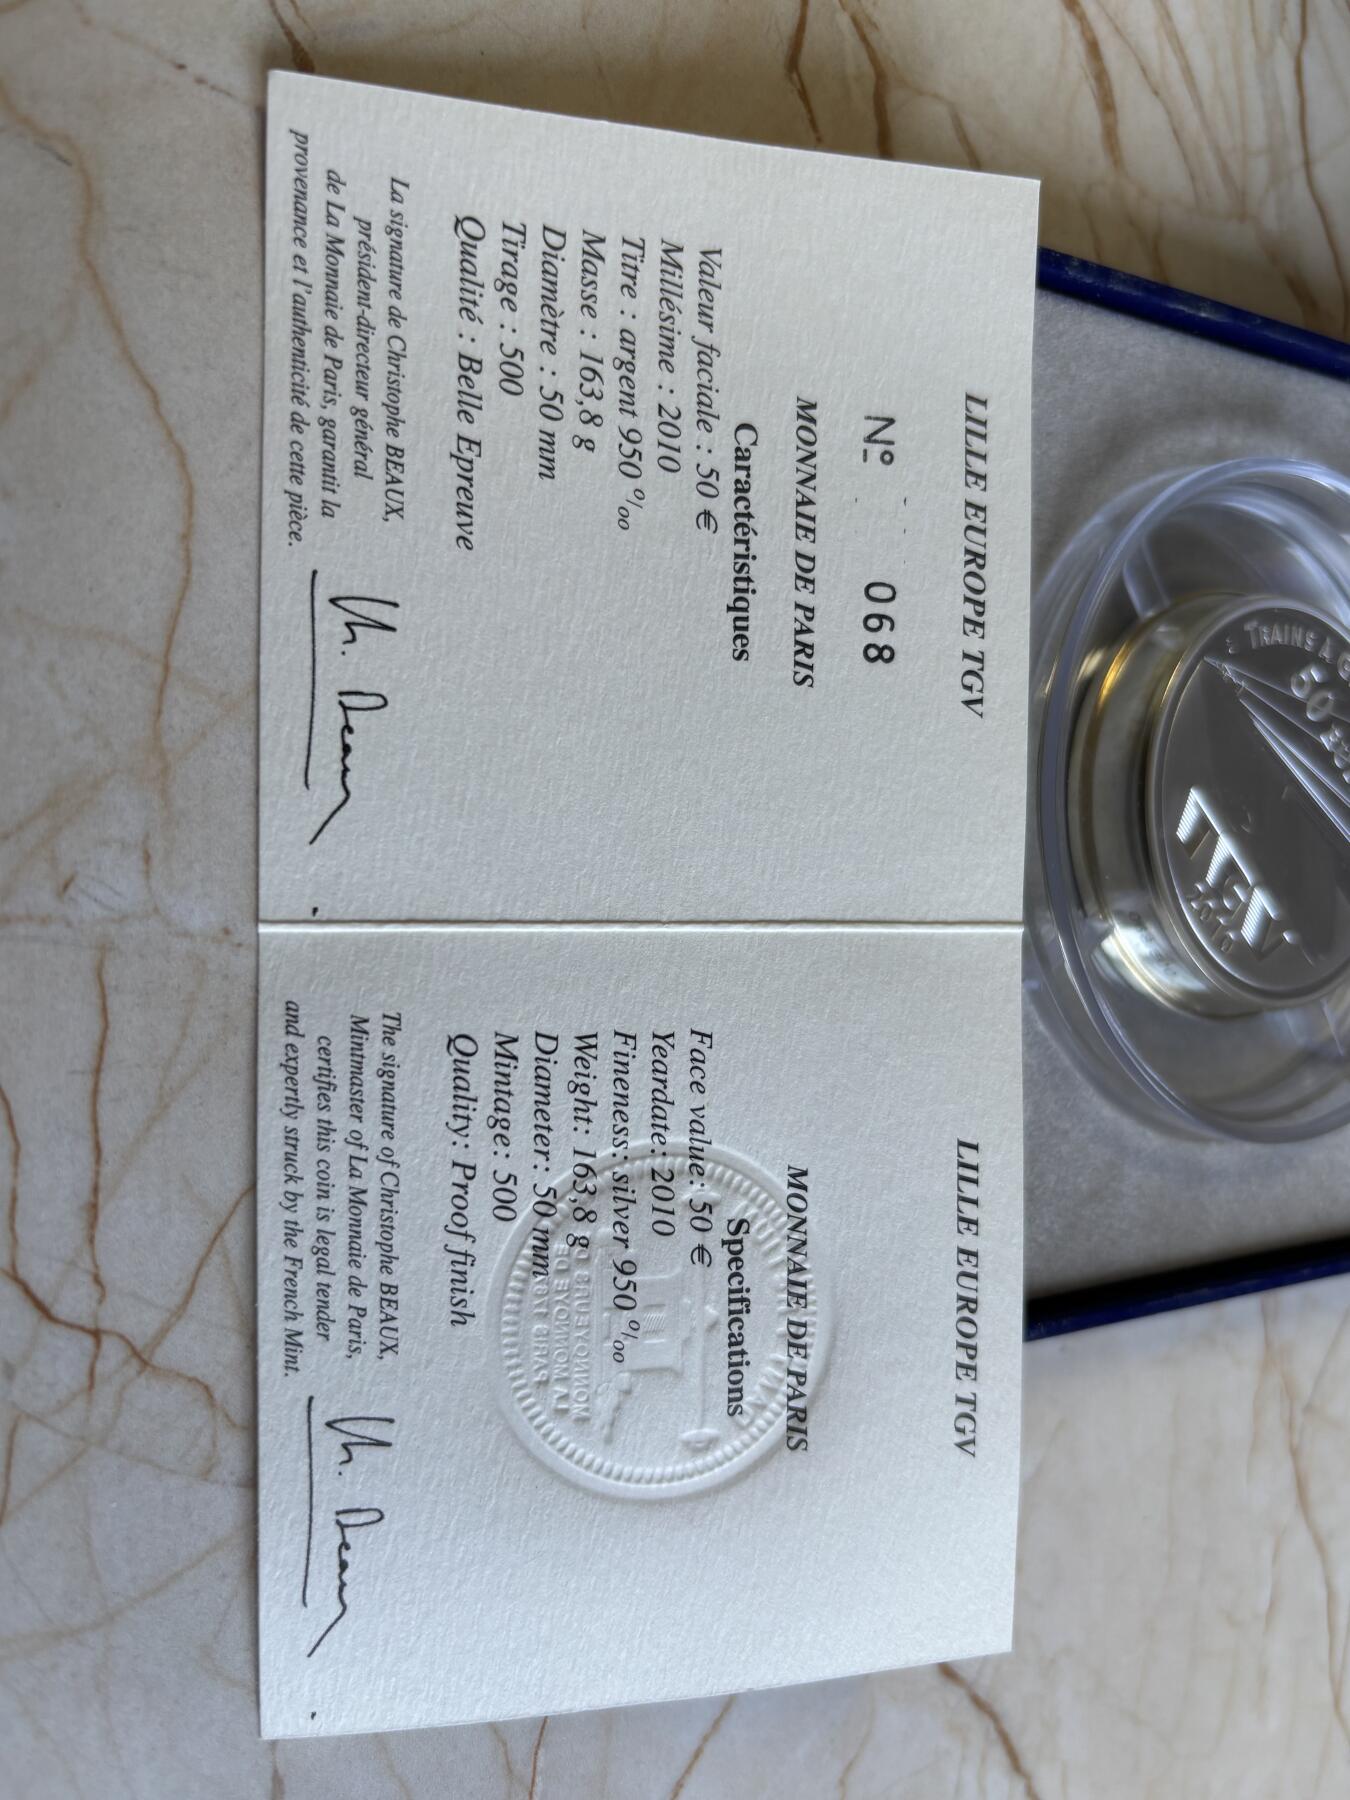 LILLE EUROPE TGV
Nº 068
MONNAIE DE PARIS
Caractéristiques
Valeur faciale : 50 €
Millésime : 2010
Titre : argent 950 °/oo
Masse : 163,8 g
Diamètre : 50 mm
Tirage : 500
Qualité : Belle Epreuve
La signature de Christophe BEAUX,
président-directeur général
de La Monnaie de Paris, garantit la
provenance et l'authenticité de cette pièce.
LILLE EUROPE TGV
MONNAIE DE PARIS
Specifications
Face value: 50 €
Yeardate: 2010
Fineness: silver 950 °/oo
Weight: 163,8 g
Diameter: 50 mm
Mintage: 500
Quality: Proof finish
The signature of Christophe BEAUX,
Mintmaster of La Monnaie de Paris,
certifies this coin is legal tender
and expertly struck by the French Mint.
TRAINS A G
50
TGV
2010